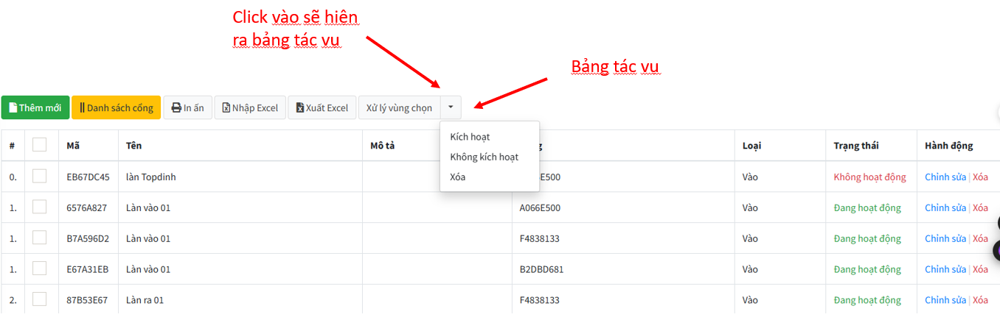 Click vào sẽ hiên
ra bảng tác vu
Bảng tác vu
Thêm mới Danh sách cổng In ấn Nhập Excel Xuất Excel Xử lý vùng chọn
Kích hoạt
Không kích hoạt
Xóa
# Mã Tên Mô tả g Loại Trạng thái Hành động
0. EB67DC45 làn Topdinh E500 Vào Không hoạt động Chỉnh sửa | Xóa
1. 6576A827 Làn vào 01 A066E500 Vào Đang hoạt động Chỉnh sửa | Xóa
1. B7A596D2 Làn vào 01 F4838133 Vào Đang hoạt động Chỉnh sửa | Xóa
1. E67A31EB Làn vào 01 B2DBD681 Vào Đang hoạt động Chỉnh sửa | Xóa
2. 87B53E67 Làn ra 01 F4838133 Vào Đang hoạt động Chỉnh sửa | Xóa